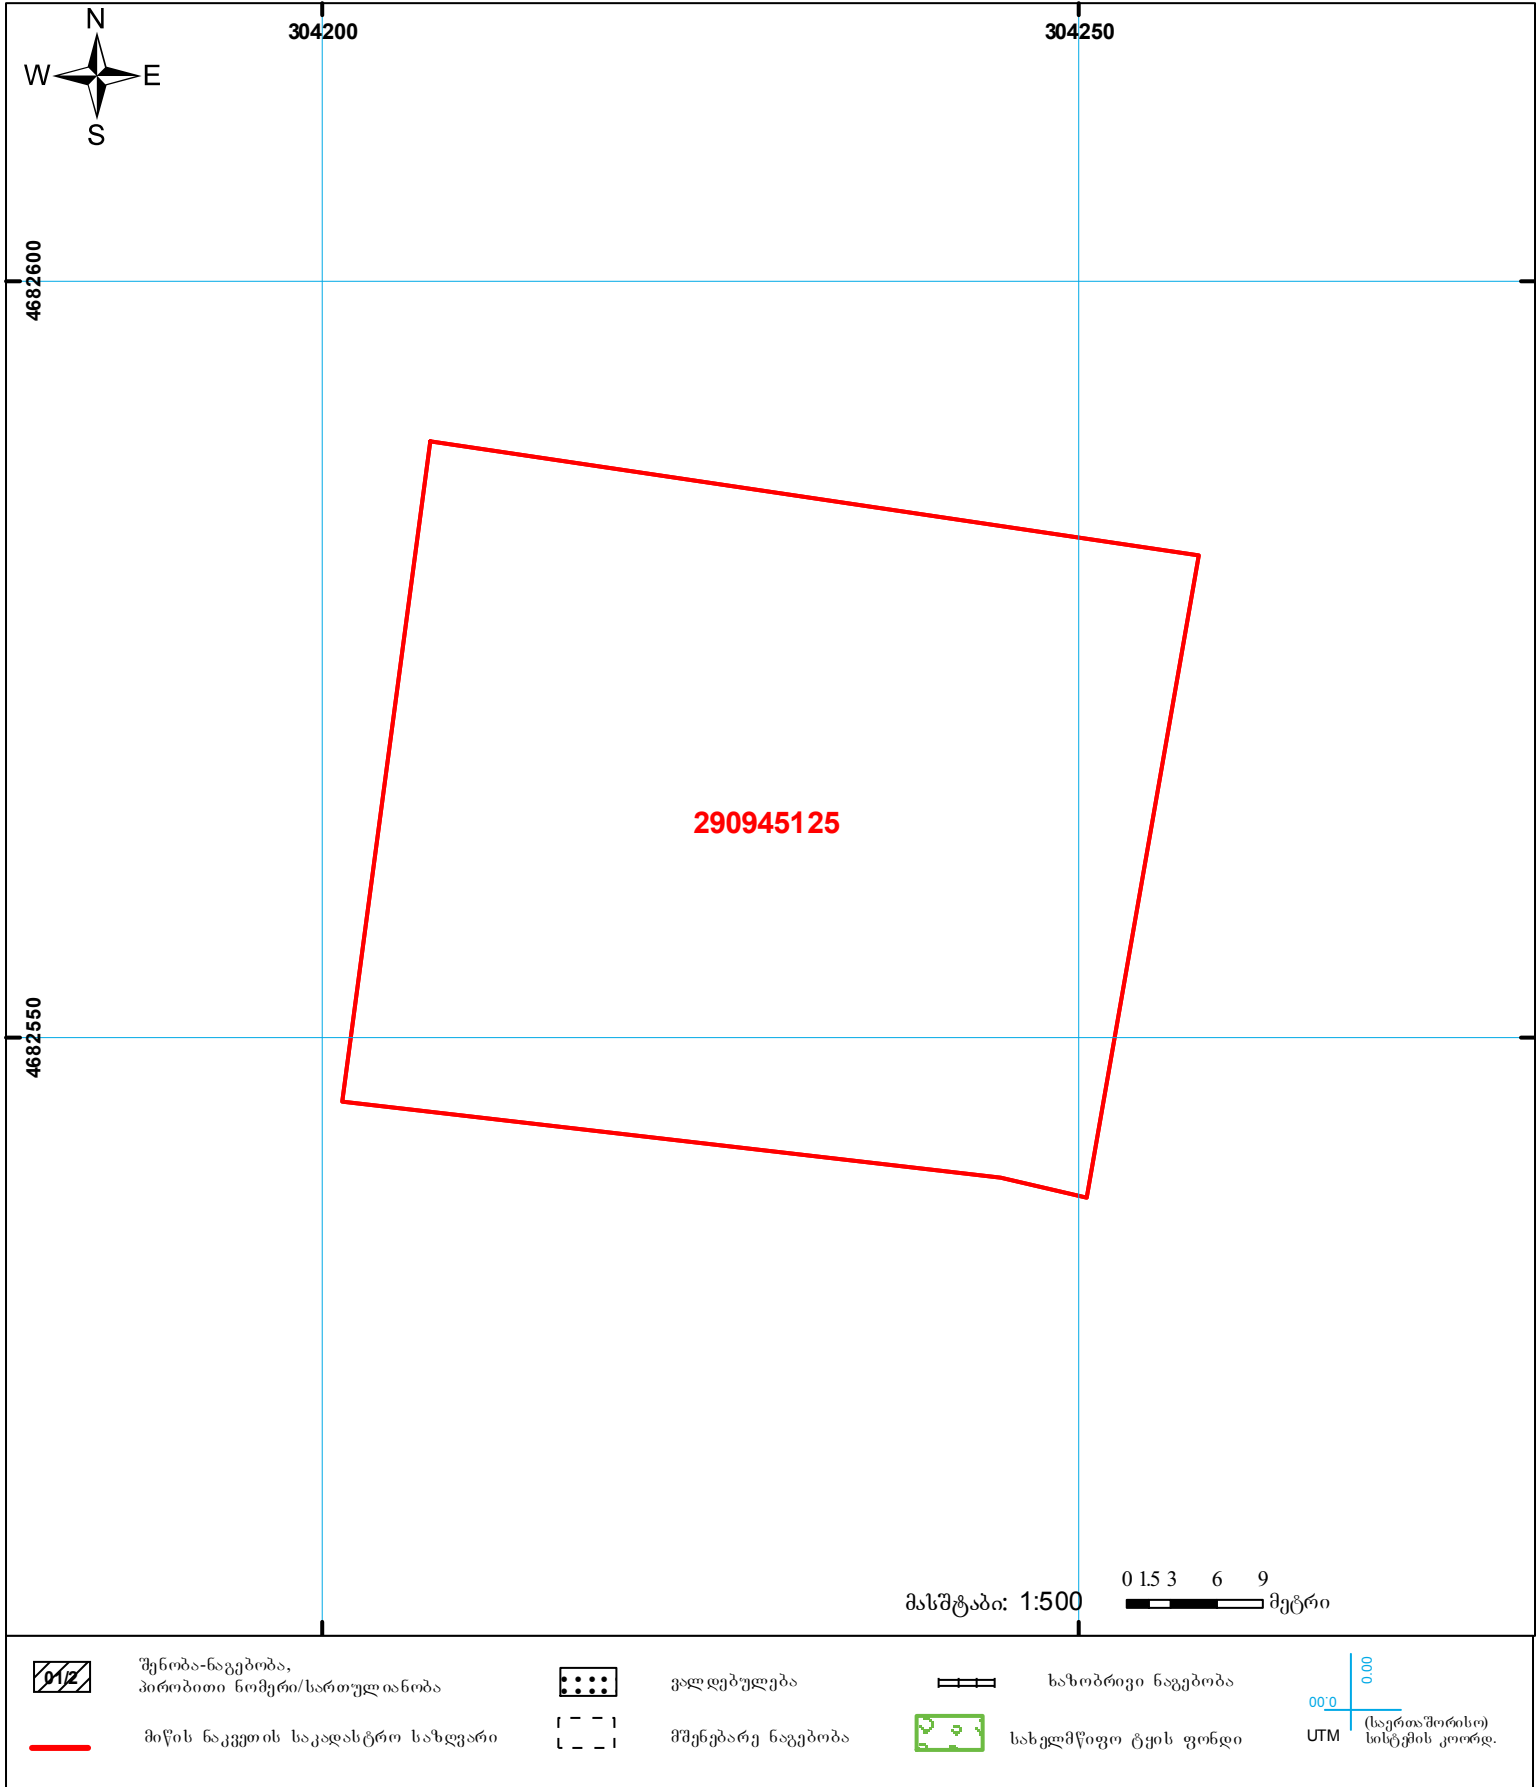 N
304200
304250
W
E
S
4682600
290945125
4682550
მასშტაბი: 1:500
0 1.5 3 6 9
მეტრი
01/2
შენობა-ნაგებობა,
პირობითი ნომერი/სართულიანობა
ვალდებულება
ხაზობრივი ნაგებობა
მიწის ნაკვეთის საკადასტრო საზღვარი
მშენებარე ნაგებობა
სახელმწიფო ტყის ფონდი
0.00
00.0
UTM
(საერთაშორისო)
სისტემის კოორდ.